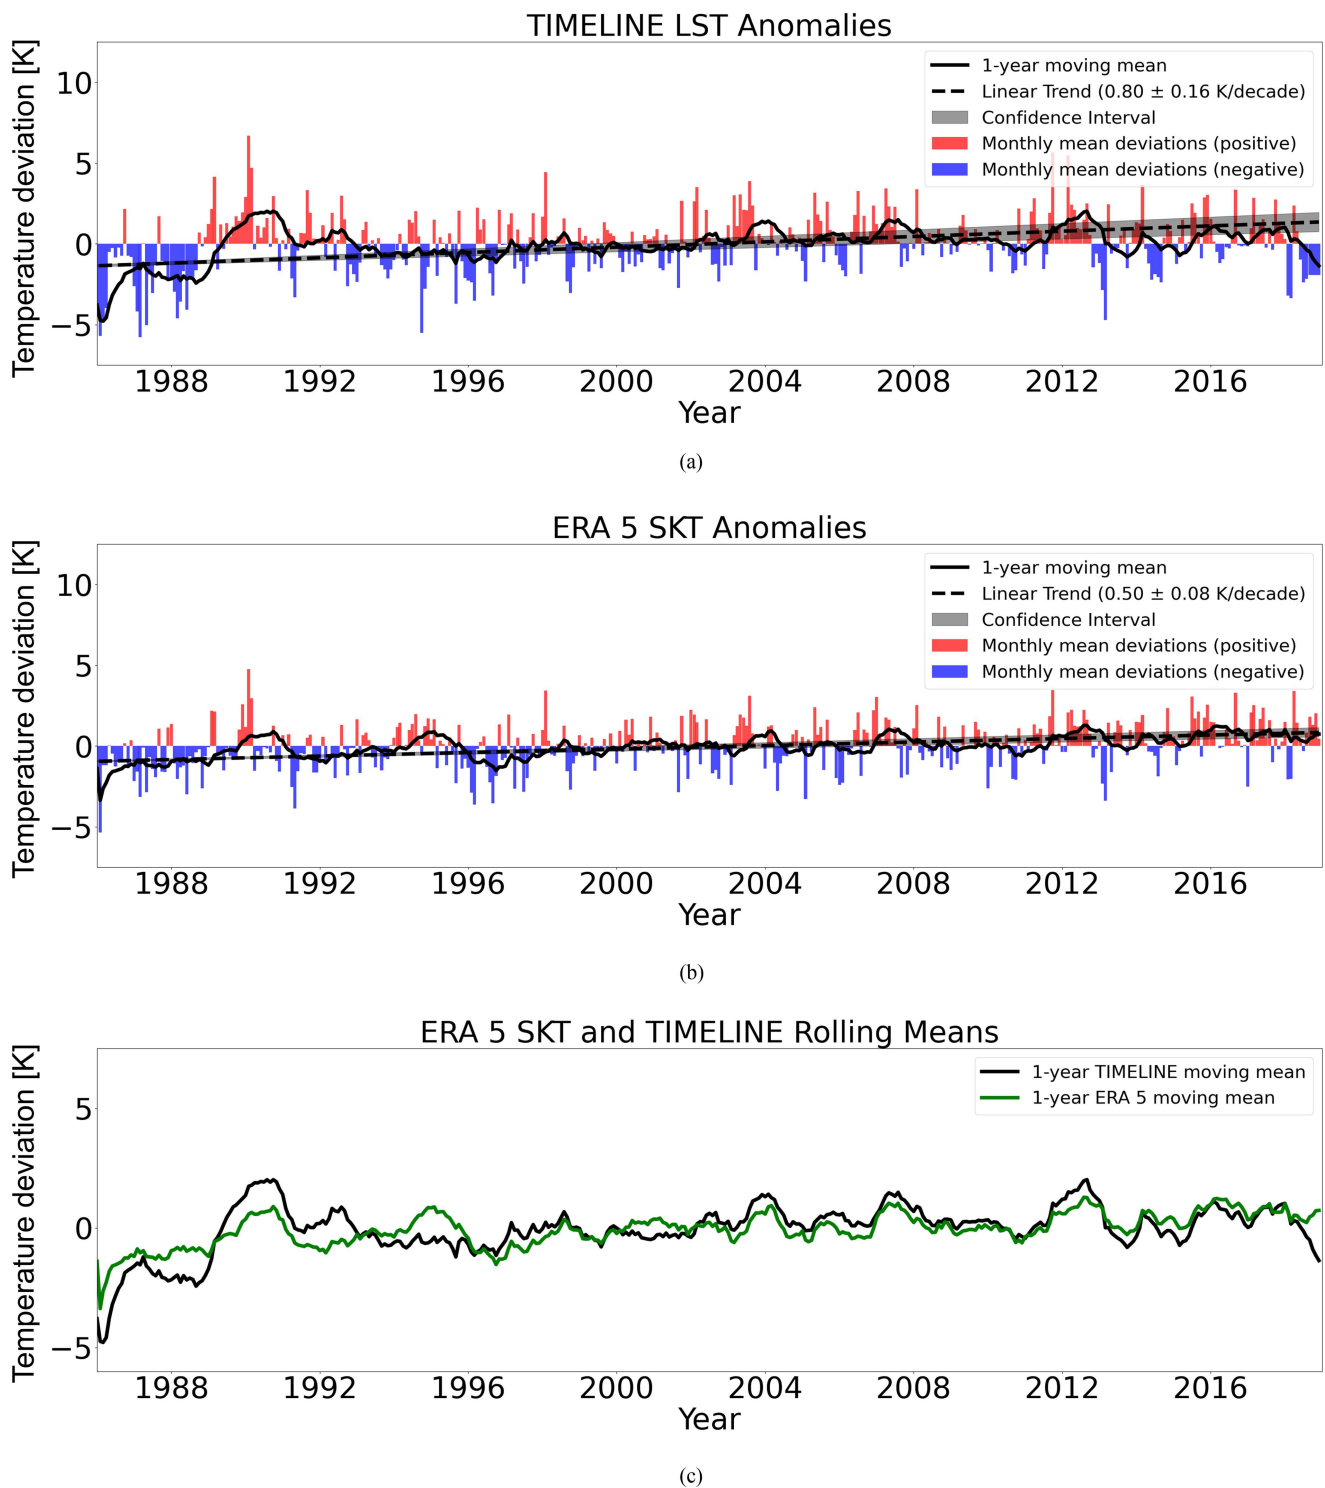 TIMELINE LST Anomalies
Temperature deviation [K]
10
5
0
−5
1-year moving mean
Linear Trend (0.80 ± 0.16 K/decade)
Confidence Interval
Monthly mean deviations (positive)
Monthly mean deviations (negative)
1988 1992 1996 2000 2004 2008 2012 2016
Year
(a)
ERA 5 SKT Anomalies
Temperature deviation [K]
10
5
0
−5
1-year moving mean
Linear Trend (0.50 ± 0.08 K/decade)
Confidence Interval
Monthly mean deviations (positive)
Monthly mean deviations (negative)
1988 1992 1996 2000 2004 2008 2012 2016
Year
(b)
ERA 5 SKT and TIMELINE Rolling Means
Temperature deviation [K]
5
0
−5
1-year TIMELINE moving mean
1-year ERA 5 moving mean
1988 1992 1996 2000 2004 2008 2012 2016
Year
(c)